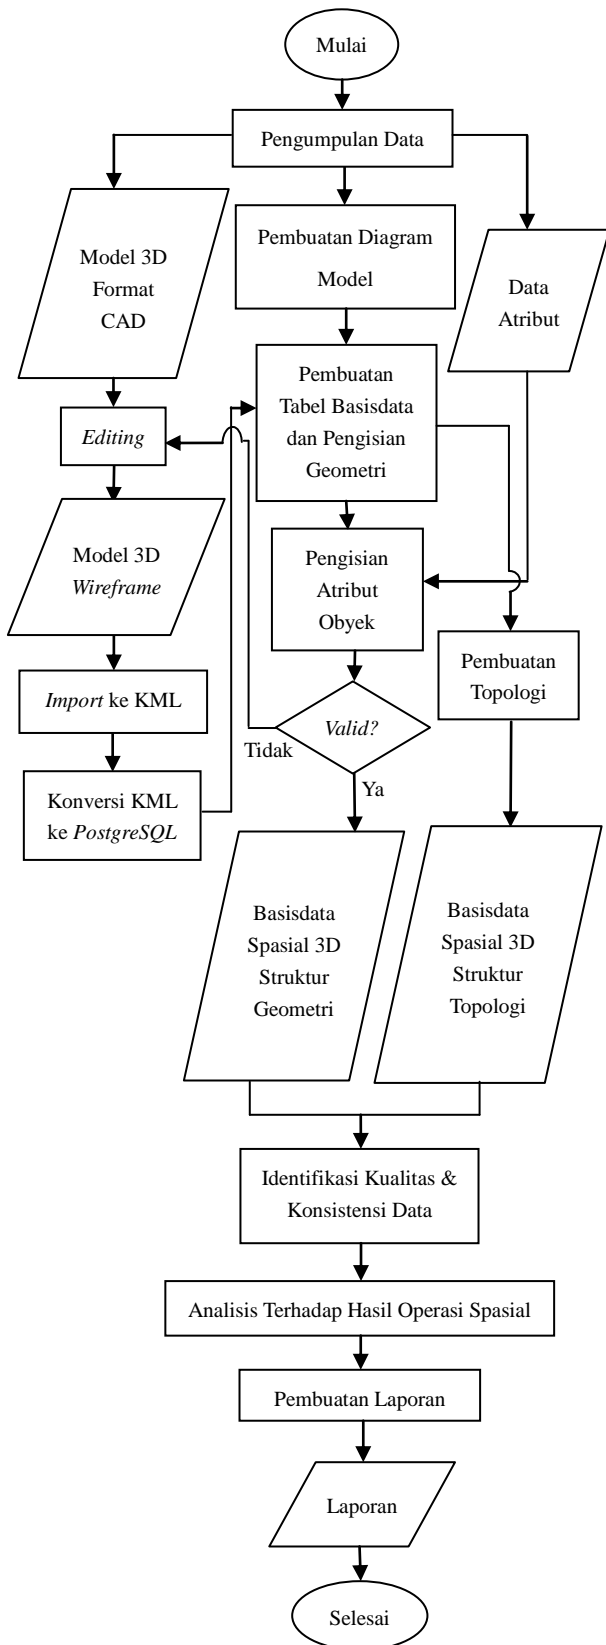 Mulai
Pengumpulan Data
Model 3D
Format
CAD
Pembuatan Diagram
Model
Data
Atribut
Editing
Pembuatan
Tabel Basisdata
dan Pengisian
Geometri
Model 3D
Wireframe
Pengisian
Atribut
Obyek
Import ke KML
Pembuatan
Topologi
Valid?
Tidak
Ya
Konversi KML
ke PostgreSQL
Basisdata
Spasial 3D
Struktur
Geometri
Basisdata
Spasial 3D
Struktur
Topologi
Identifikasi Kualitas &
Konsistensi Data
Analisis Terhadap Hasil Operasi Spasial
Pembuatan Laporan
Laporan
Selesai